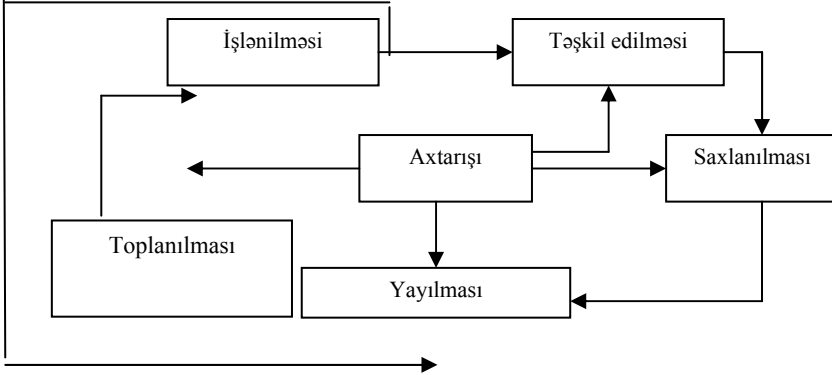 İşlənilməsi
Təşkil edilməsi
Axtarışı
Saxlanılması
Toplanılması
Yayılması